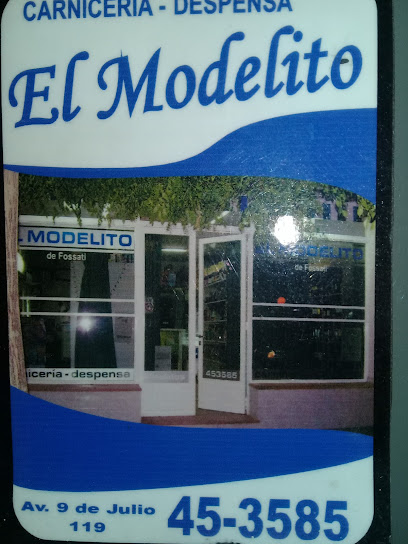 CARNICERIA - DESPENSA
El Modelito
L MODELITO
de Fossati
MODELITO
de Fossati
niceria - despensa
453585
Av. 9 de Julio
119
45-3585